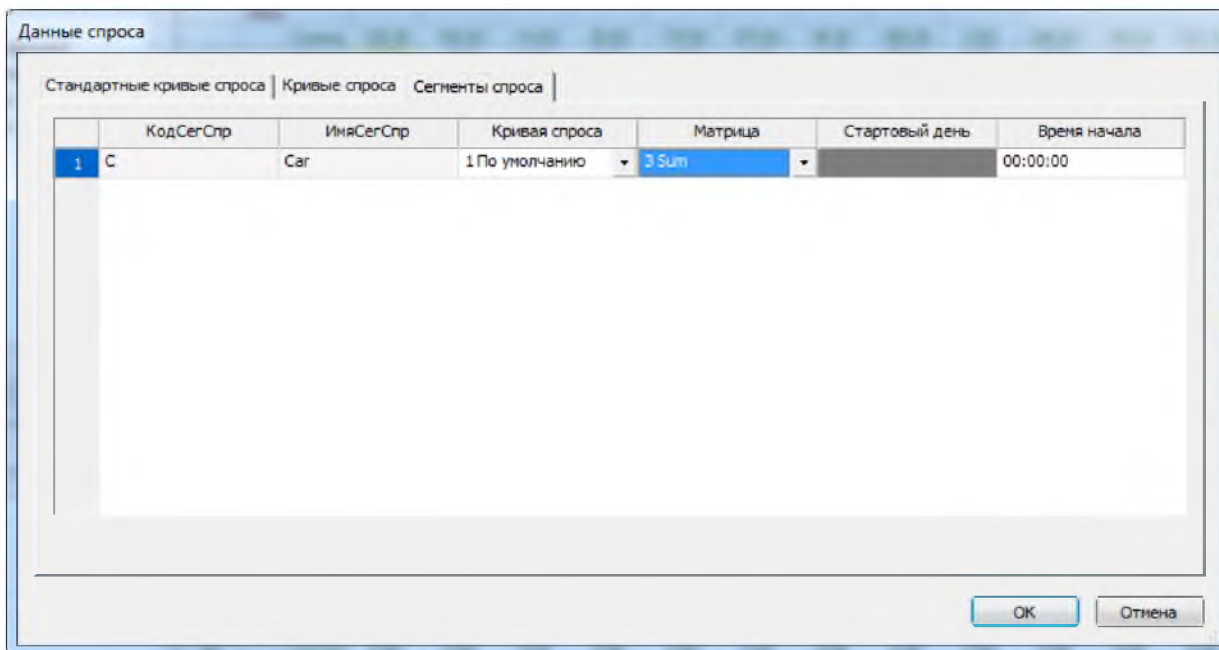 Данные спроса
Стандартные кривые спроса Кривые спроса Сегменты спроса
КодСегСпр ИмяСегСпр Кривая спроса Матрица Стартовый день Время начала
1 C Car 1 По умолчанию 3 Sum 00:00:00
OK Отмена